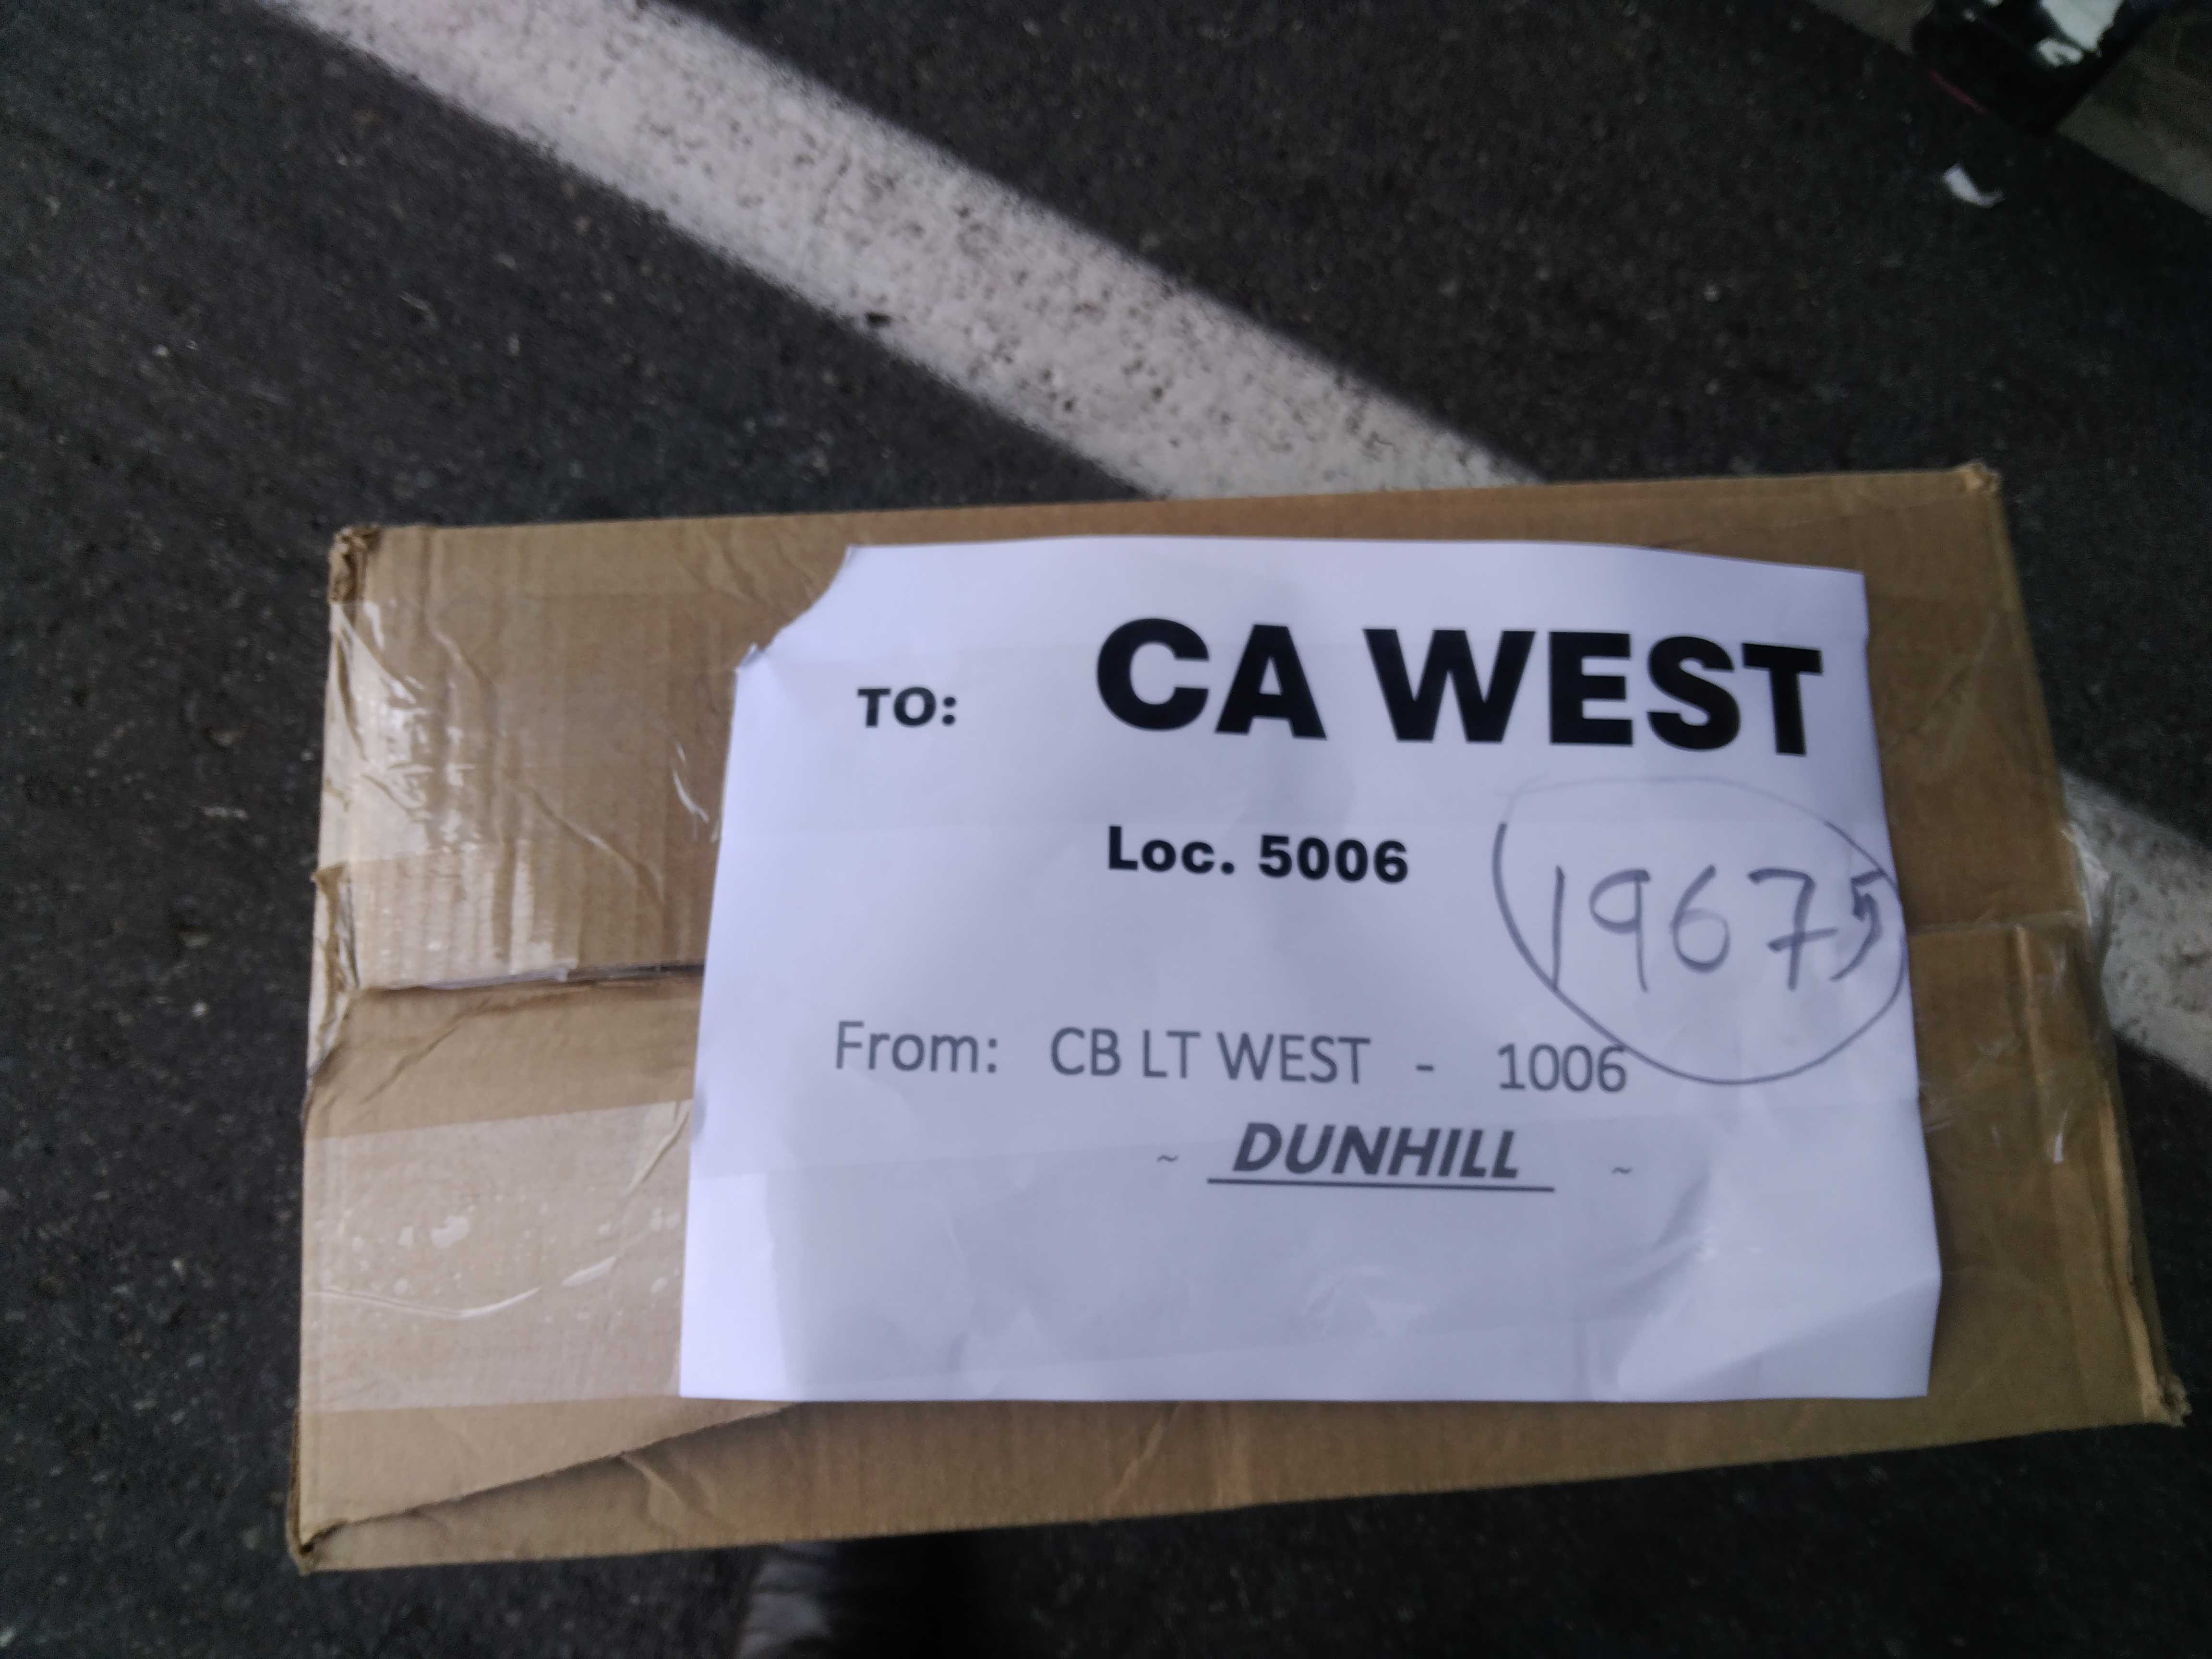 TO: CA WEST
Loc. 5006
19675
From: CB LT WEST - 1006
~ DUNHILL ~